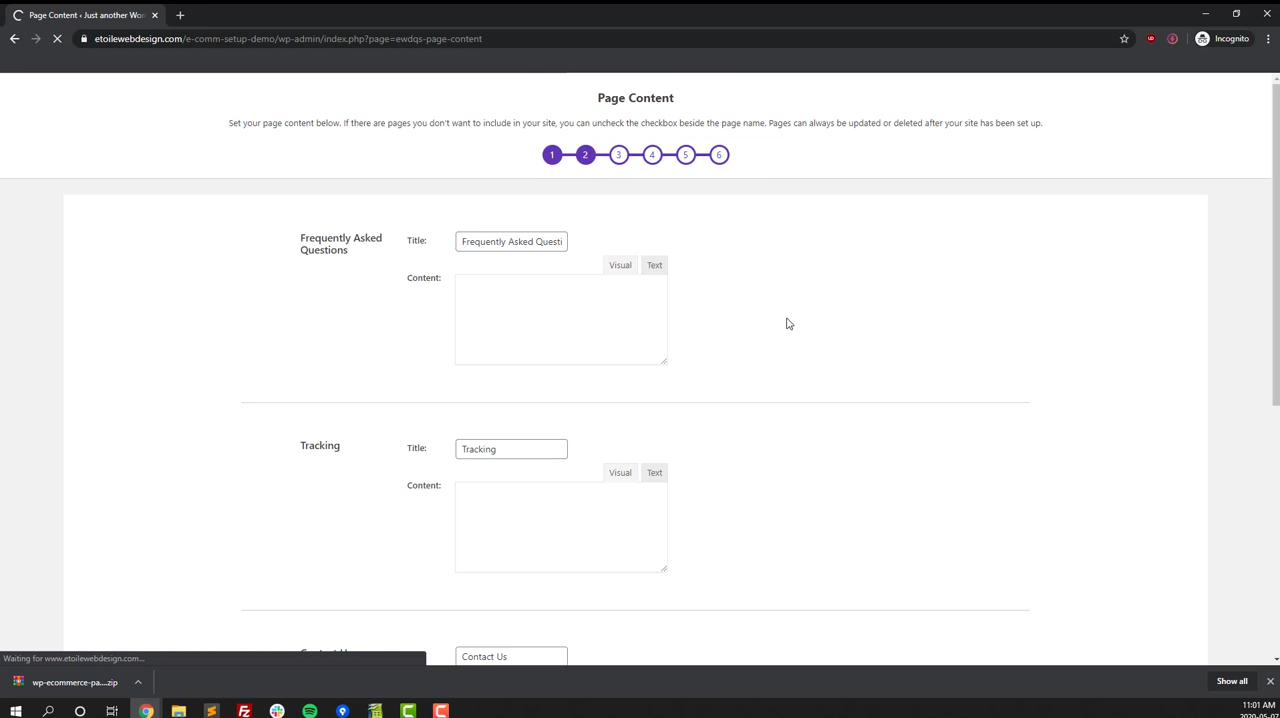 Page Content ‹ Just another Wor
etoilewebdesign.com/e-comm-setup-demo/wp-admin/index.php?page=ewdqs-page-content
Incognito
Page Content
Set your page content below. If there are pages you don't want to include in your site, you can uncheck the checkbox beside the page name. Pages can always be updated or deleted after your site has been set up.
1 2 3 4 5 6
Frequently Asked
Questions
Title:
Frequently Asked Questi
Visual Text
Content:
Tracking
Title:
Tracking
Visual Text
Content:
Contact Us
Waiting for www.etoilewebdesign.com...
wp-ecommerce-pa....zip
Show all
11:01 AM
2020-05-07